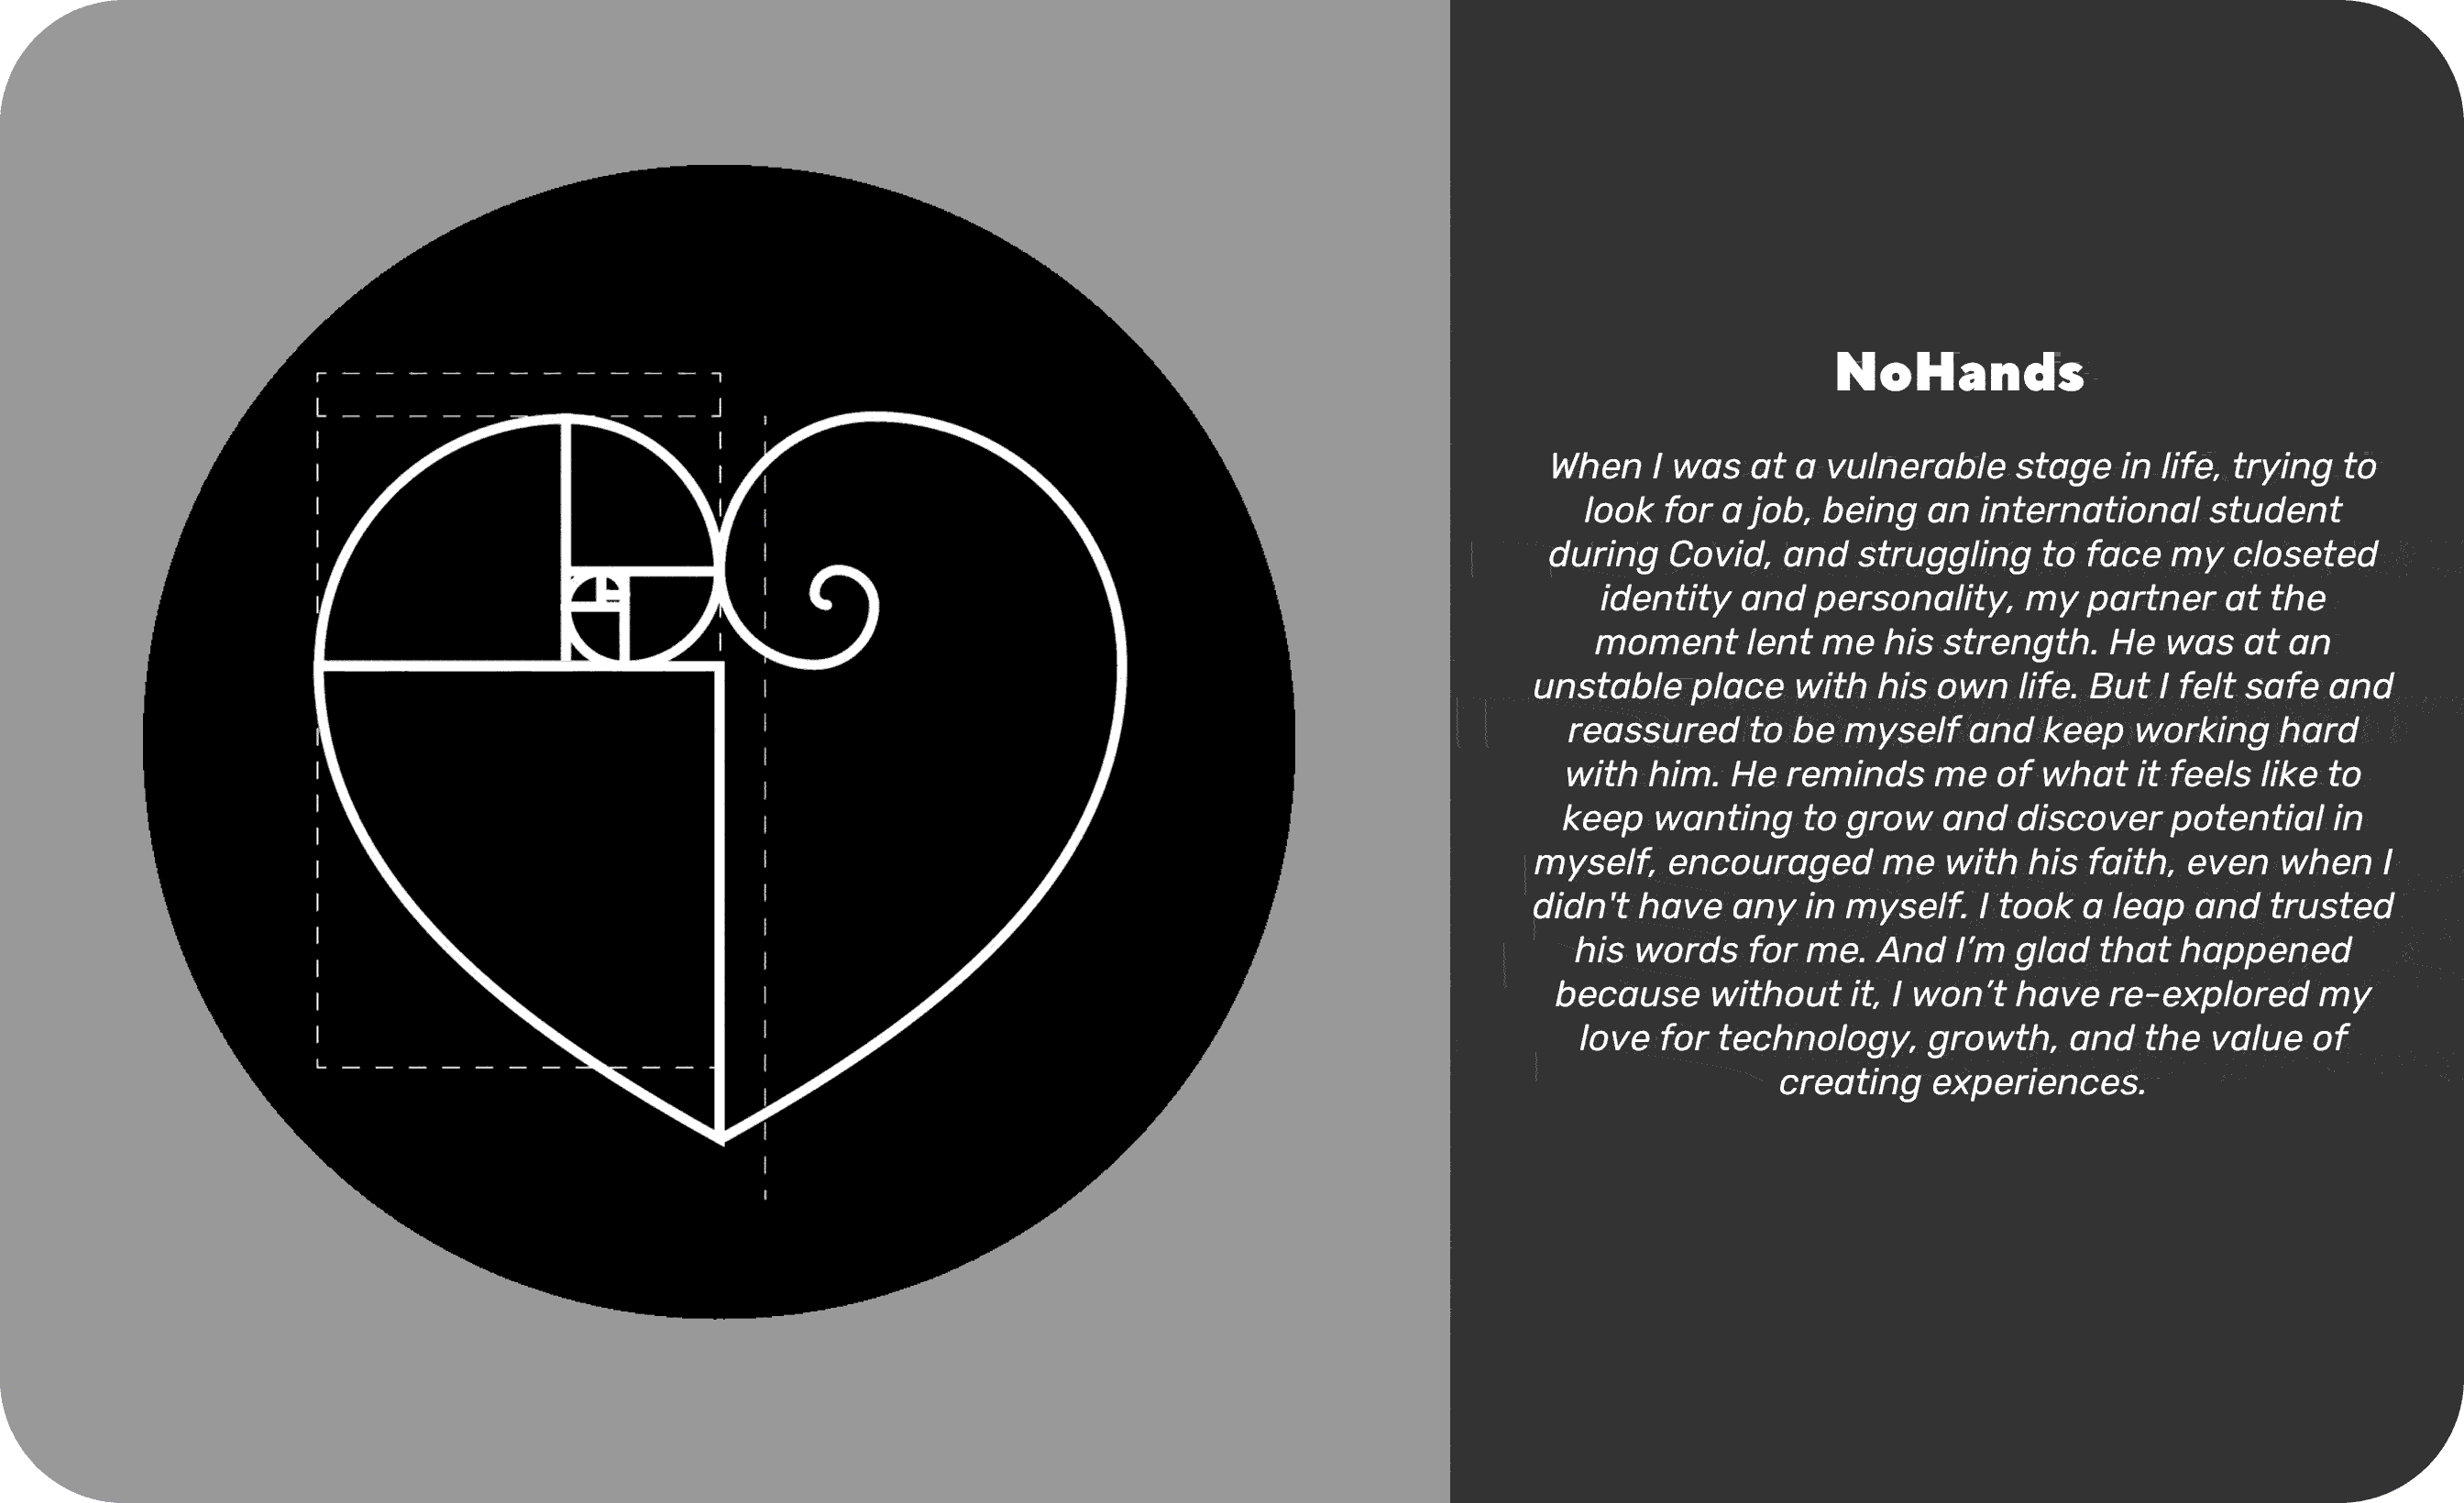 NoHands
When I was at a vulnerable stage in life, trying to
look for a job, being an international student
during Covid, and struggling to face my closeted
identity and personality, my partner at the
moment lent me his strength. He was at an
unstable place with his own life. But I felt safe and
reassured to be myself and keep working hard
with him. He reminds me of what it feels like to
keep wanting to grow and discover potential in
myself, encouraged me with his faith, even when I
didn't have any in myself. I took a leap and trusted
his words for me. And I’m glad that happened
because without it, I won’t have re-explored my
love for technology, growth, and the value of
creating experiences.